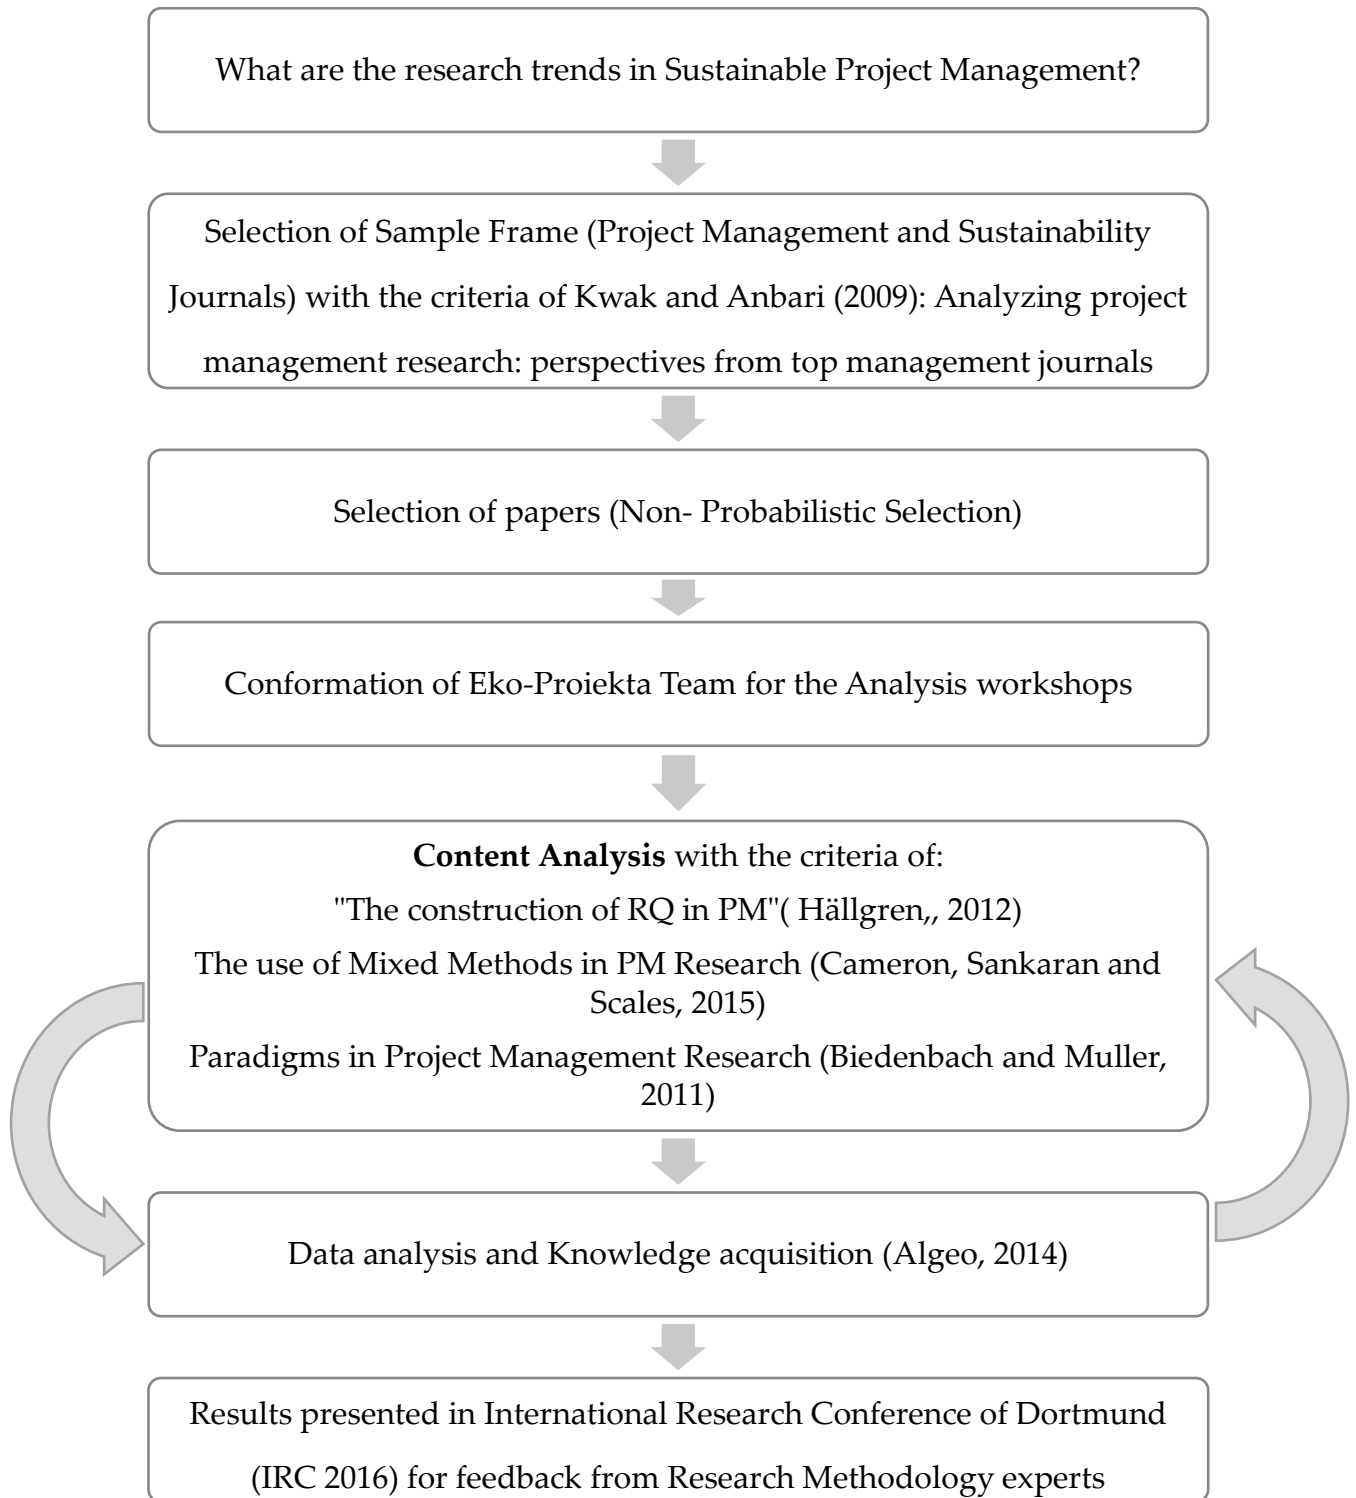 What are the research trends in Sustainable Project Management?
Selection of Sample Frame (Project Management and Sustainability
Journals) with the criteria of Kwak and Anbari (2009): Analyzing project
management research: perspectives from top management journals
Selection of papers (Non- Probabilistic Selection)
Conformation of Eko-Proiekta Team for the Analysis workshops
Content Analysis with the criteria of:
"The construction of RQ in PM"( Hällgren,, 2012)
The use of Mixed Methods in PM Research (Cameron, Sankaran and
Scales, 2015)
Paradigms in Project Management Research (Biedenbach and Muller,
2011)
Data analysis and Knowledge acquisition (Algeo, 2014)
Results presented in International Research Conference of Dortmund
(IRC 2016) for feedback from Research Methodology experts